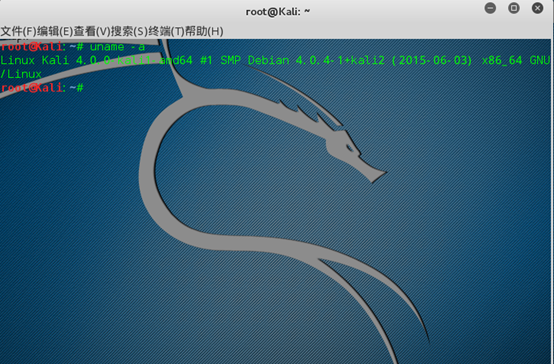 root@Kali: ~
文件(F)编辑(E)查看(V)搜索(S)终端(T)帮助(H)
root@Kali: ~# uname -a
Linux Kali 4.0.0-kali1-amd64 #1 SMP Debian 4.0.4-1+kali2 (2015-06-03) x86_64 GNU
/Linux
root@Kali: ~#